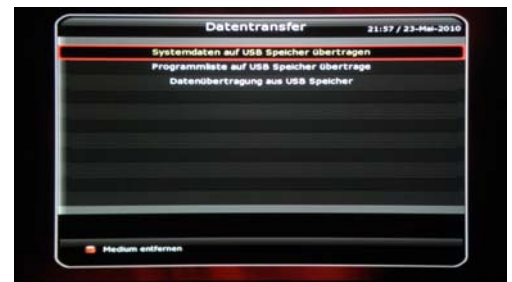 Datentransfer
21:57 / 23-Mai-2010
Systemdaten auf USB Speicher übertragen
Programmliste auf USB Speicher übertrage
Datenübertragung aus USB Speicher
Medium entfernen